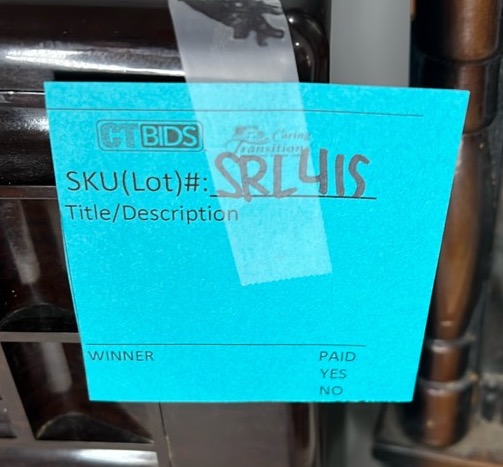 CTBIDS Caring Transitions
SKU(Lot)#: SRL415
Title/Description
WINNER PAID
YES
NO